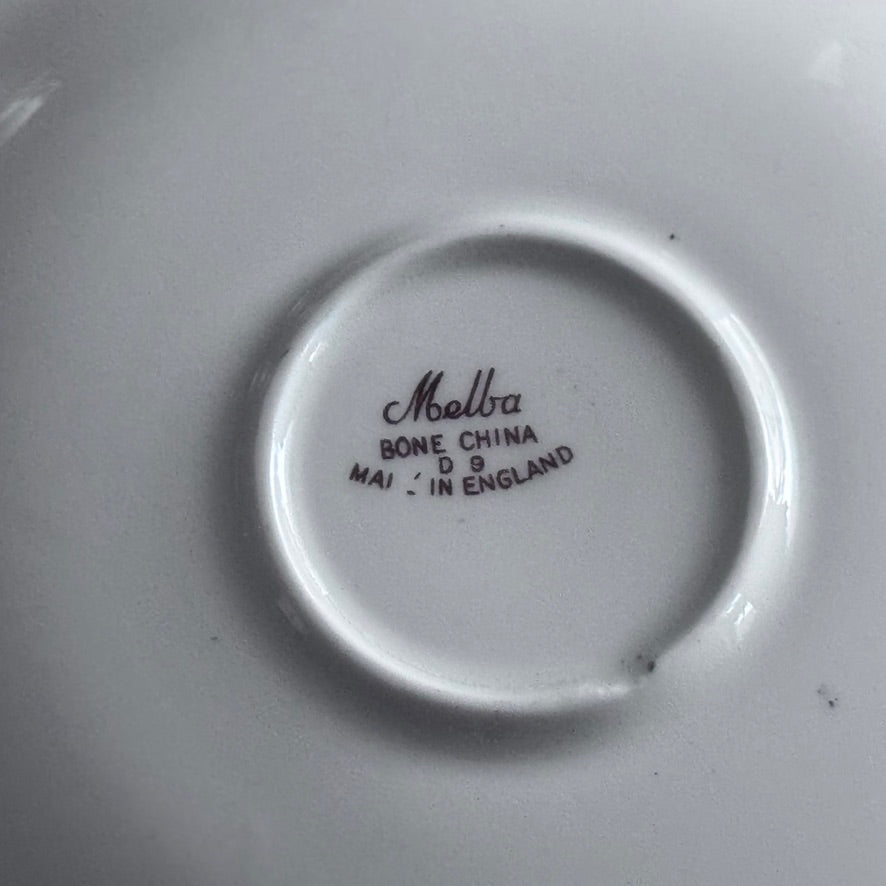 Melba
BONE CHINA
D 9
IN ENGLAND